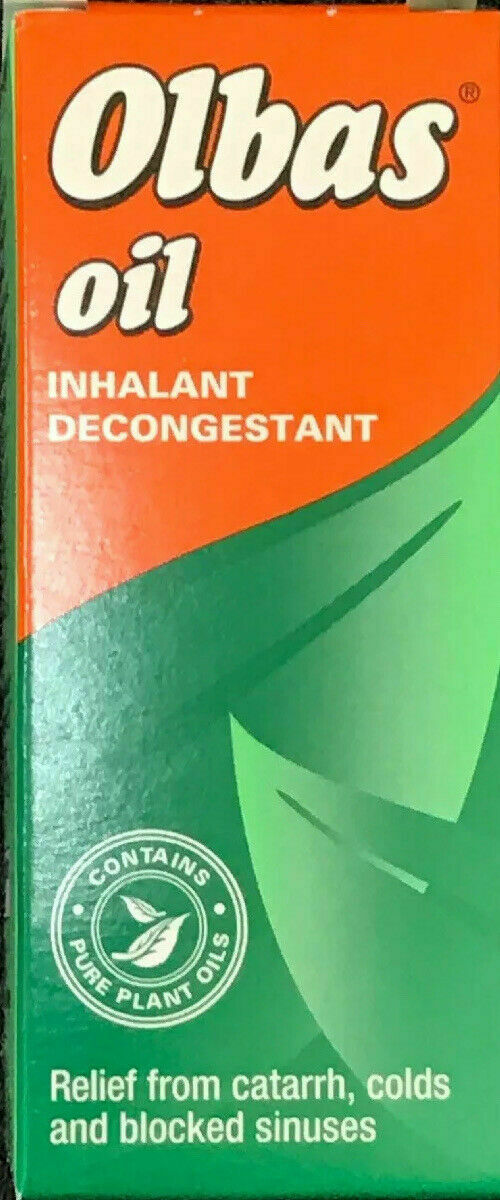 Olbas®
oil
INHALANT
DECONGESTANT
CONTAINS
PURE PLANT OILS
Relief from catarrh, colds
and blocked sinuses